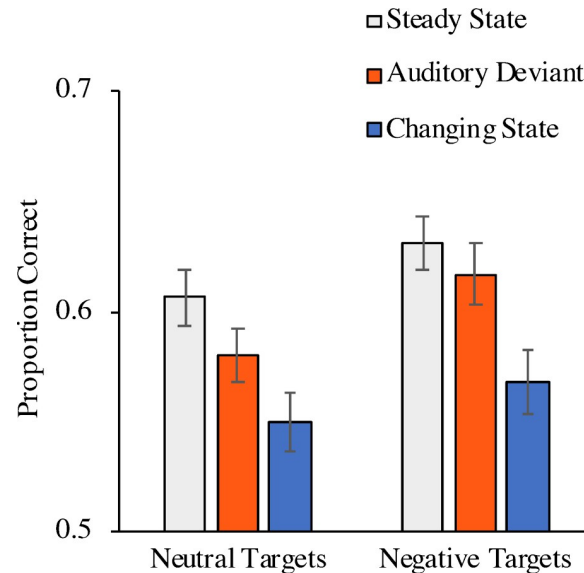 Steady State
Auditory Deviant
Changing State
0.7
0.6
0.5
Proportion Correct
Neutral Targets
Negative Targets